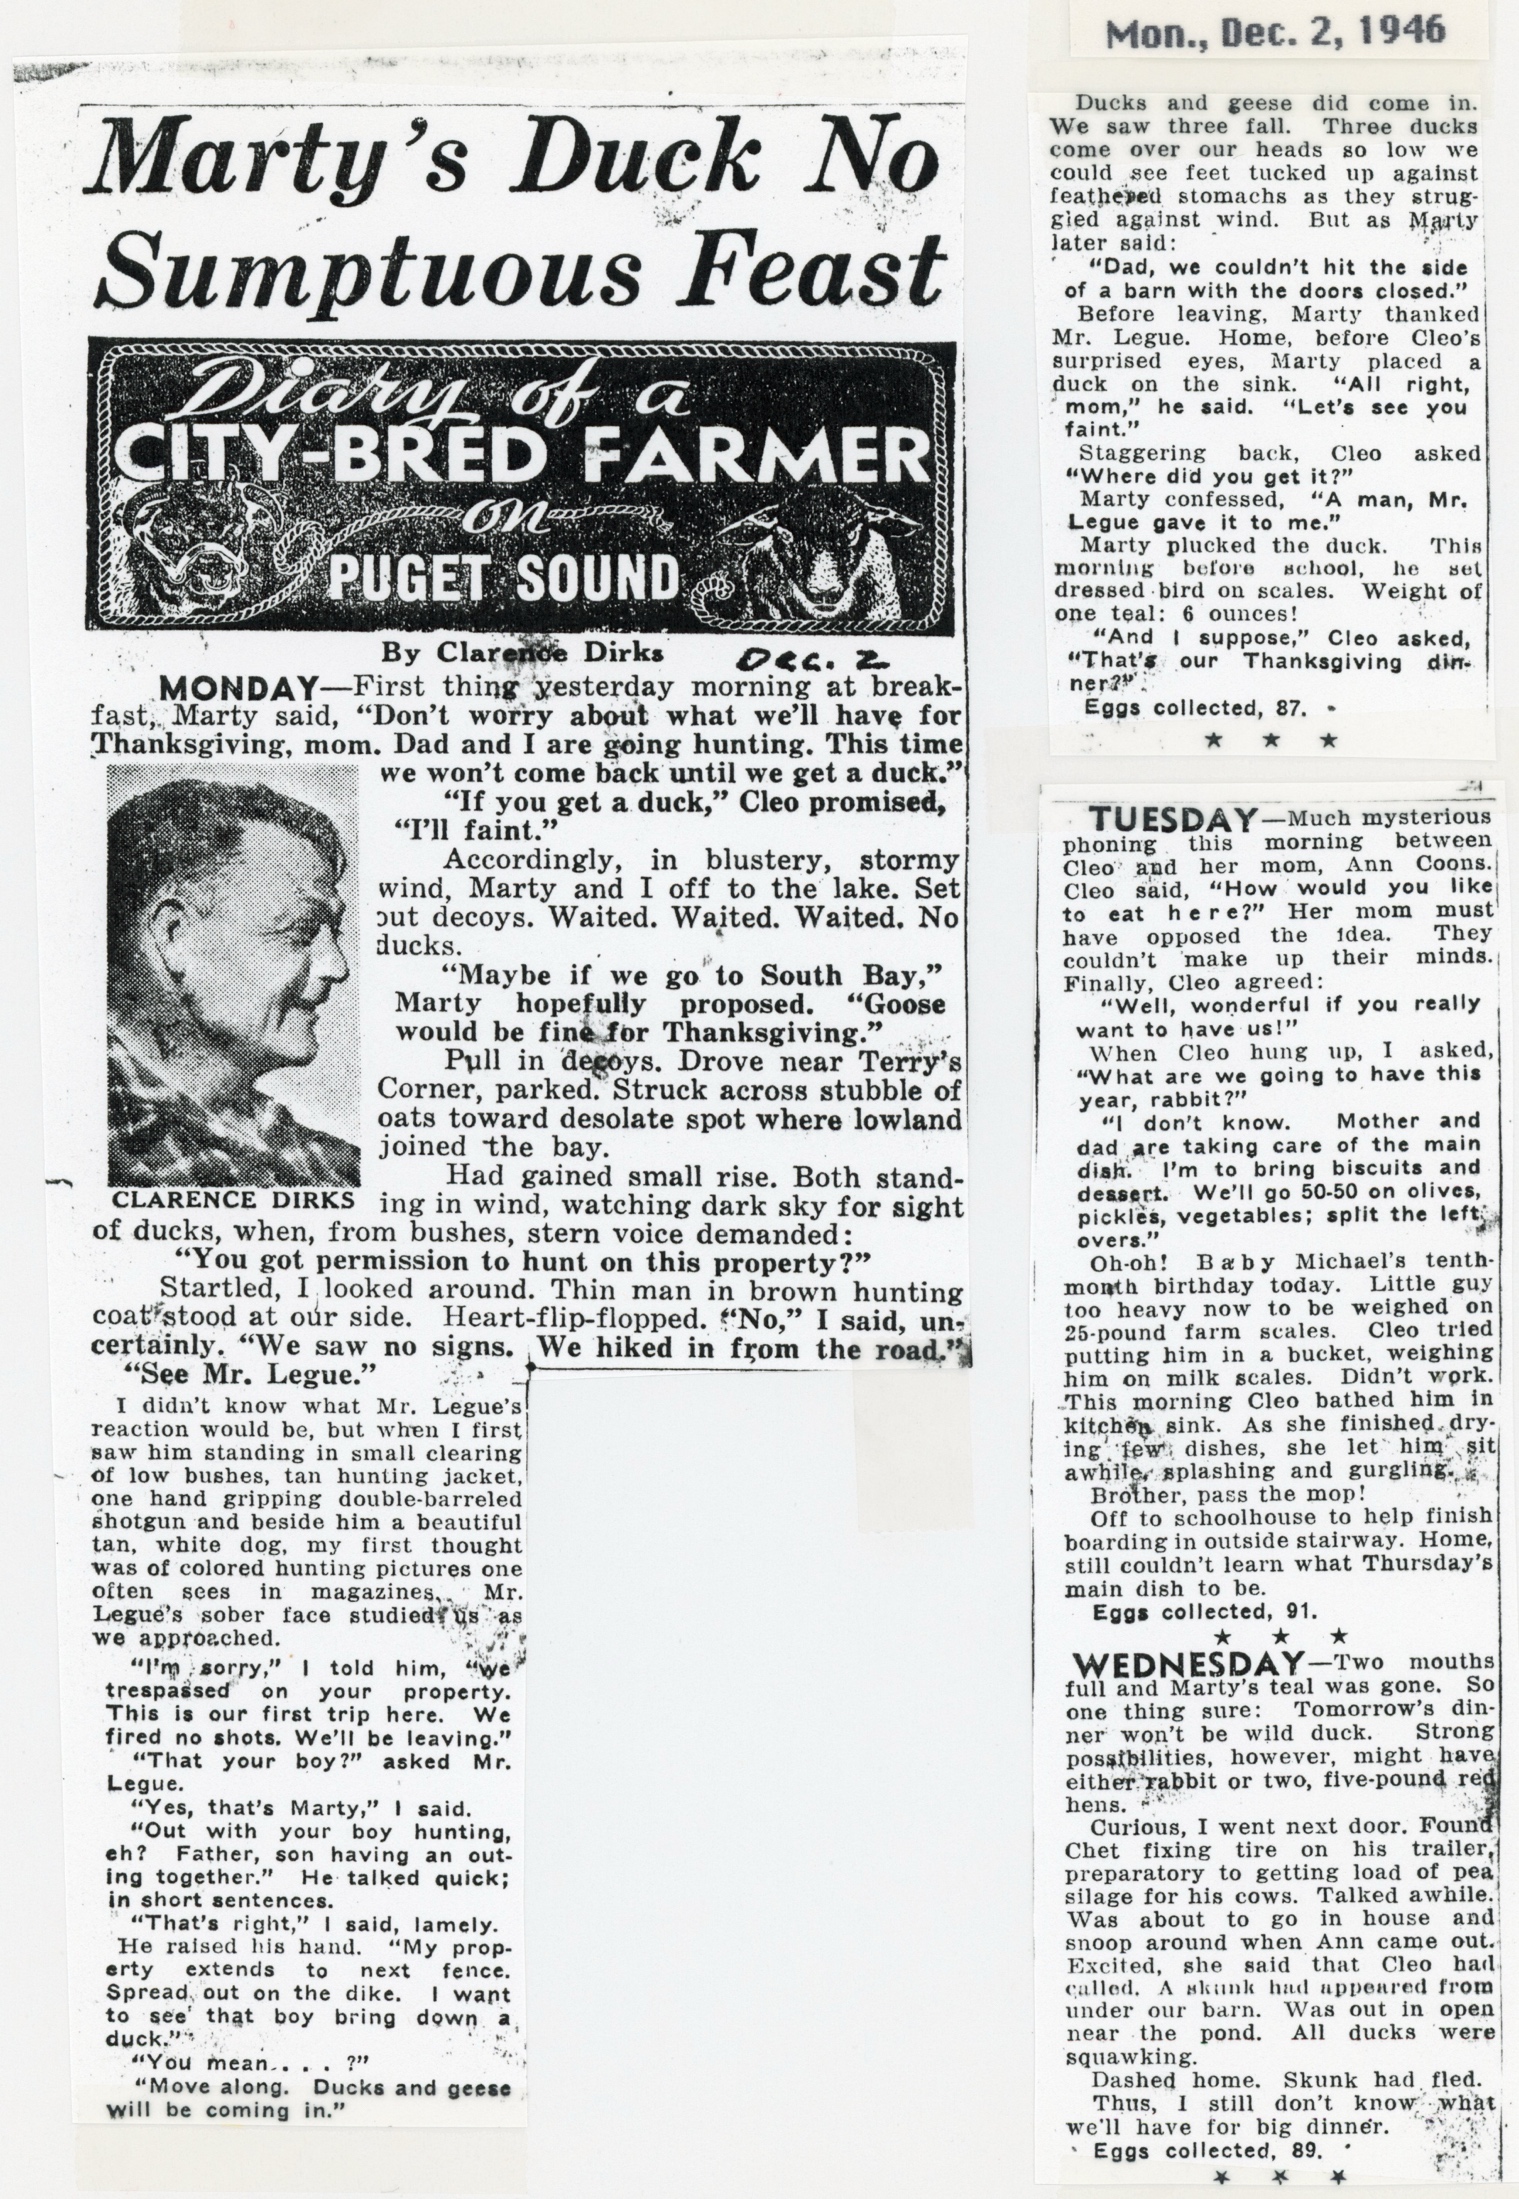 Mon., Dec. 2, 1946
Marty's Duck No
Sumptuous Feast
Diary of a
CITY-BRED FARMER
on
PUGET SOUND
By Clarence Dirks Dec. 2
MONDAY—First thing yesterday morning at break-
fast, Marty said, "Don't worry about what we'll have for
Thanksgiving, mom. Dad and I are going hunting. This time
we won't come back until we get a duck."
"If you get a duck," Cleo promised,
"I'll faint."
Accordingly, in blustery, stormy
wind, Marty and I off to the lake. Set
out decoys. Waited. Waited. Waited. No
ducks.
"Maybe if we go to South Bay,"
Marty hopefully proposed. "Goose
would be fine for Thanksgiving."
Pull in decoys. Drove near Terry's
Corner, parked. Struck across stubble of
oats toward desolate spot where lowland
joined the bay.
Had gained small rise. Both stand-
CLARENCE DIRKS
ing in wind, watching dark sky for sight
of ducks, when, from bushes, stern voice demanded:
"You got permission to hunt on this property?"
Startled, I looked around. Thin man in brown hunting
coat stood at our side. Heart-flip-flopped. "No," I said, un-
certainly. "We saw no signs. We hiked in from the road."
"See Mr. Legue."
I didn't know what Mr. Legue's
reaction would be, but when I first
saw him standing in small clearing
of low bushes, tan hunting jacket,
one hand gripping double-barreled
shotgun and beside him a beautiful
tan, white dog, my first thought
was of colored hunting pictures one
often sees in magazines. Mr.
Legue's sober face studied us as
we approached.
"I'm sorry," I told him, "we
trespassed on your property.
This is our first trip here. We
fired no shots. We'll be leaving."
"That your boy?" asked Mr.
Legue.
"Yes, that's Marty," I said.
"Out with your boy hunting,
eh? Father, son having an out-
ing together." He talked quick;
in short sentences.
"That's right," I said, lamely.
He raised his hand. "My prop-
erty extends to next fence.
Spread out on the dike. I want
to see that boy bring down a
duck."
"You mean. . . . ?"
"Move along. Ducks and geese
will be coming in."
Ducks and geese did come in.
We saw three fall. Three ducks
come over our heads so low we
could see feet tucked up against
feathered stomachs as they strug-
gled against wind. But as Marty
later said:
"Dad, we couldn't hit the side
of a barn with the doors closed."
Before leaving, Marty thanked
Mr. Legue. Home, before Cleo's
surprised eyes, Marty placed a
duck on the sink. "All right,
mom," he said. "Let's see you
faint."
Staggering back, Cleo asked
"Where did you get it?"
Marty confessed, "A man, Mr.
Legue gave it to me."
Marty plucked the duck. This
morning before school, he set
dressed bird on scales. Weight of
one teal: 6 ounces!
"And I suppose," Cleo asked,
"That's our Thanksgiving din-
ner?"
Eggs collected, 87.
★ ★ ★
TUESDAY—Much mysterious
phoning this morning between
Cleo and her mom, Ann Coons.
Cleo said, "How would you like
to eat here?" Her mom must
have opposed the idea. They
couldn't make up their minds.
Finally, Cleo agreed:
"Well, wonderful if you really
want to have us!"
When Cleo hung up, I asked,
"What are we going to have this
year, rabbit?"
"I don't know. Mother and
dad are taking care of the main
dish. I'm to bring biscuits and
dessert. We'll go 50-50 on olives,
pickles, vegetables; split the left-
overs."
Oh-oh! Baby Michael's tenth-
month birthday today. Little guy
too heavy now to be weighed on
25-pound farm scales. Cleo tried
putting him in a bucket, weighing
him on milk scales. Didn't work.
This morning Cleo bathed him in
kitchen sink. As she finished dry-
ing few dishes, she let him sit
awhile, splashing and gurgling.
Brother, pass the mop!
Off to schoolhouse to help finish
boarding in outside stairway. Home,
still couldn't learn what Thursday's
main dish to be.
Eggs collected, 91.
★ ★ ★
WEDNESDAY—Two mouths
full and Marty's teal was gone. So
one thing sure: Tomorrow's din-
ner won't be wild duck. Strong
possibilities, however, might have
either rabbit or two, five-pound red
hens.
Curious, I went next door. Found
Chet fixing tire on his trailer,
preparatory to getting load of pea
silage for his cows. Talked awhile.
Was about to go in house and
snoop around when Ann came out.
Excited, she said that Cleo had
called. A skunk had appeared from
under our barn. Was out in open
near the pond. All ducks were
squawking.
Dashed home. Skunk had fled.
Thus, I still don't know what
we'll have for big dinner.
Eggs collected, 89.
★ ★ ★